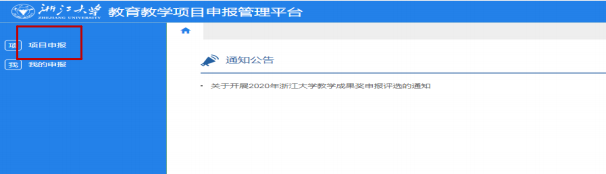 浙江大学 教育教学项目申报管理平台
ZHEJIANG UNIVERSITY
项 项目申报
我 我的申报
通知公告
• 关于开展2020年浙江大学教学成果奖申报评选的通知